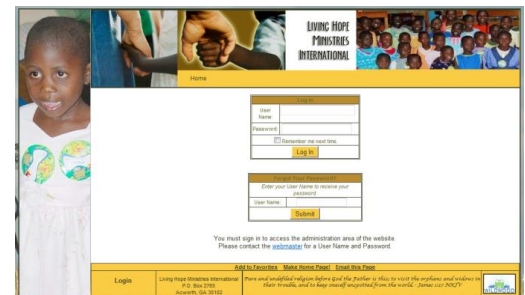 LIVING HOPE
MINISTRIES
INTERNATIONAL
Home
Log In
User
Name:
Password:
Remember me next time.
Log In
Forgot Your Password?
Enter your User Name to receive your
password.
User Name:
Submit
You must sign in to access the administration area of the website.
Please contact the webmaster for a User Name and Password
Add to Favorites Make Home Page! Email this Page
Login
Living Hope Ministries International
P.O. Box 2765
Acworth, GA 30102
Pure and undefiled religion before God the Father is this; to visit the orphans and widows in
their trouble, and to keep oneself unspotted from the world. - James 1:27 NKJV